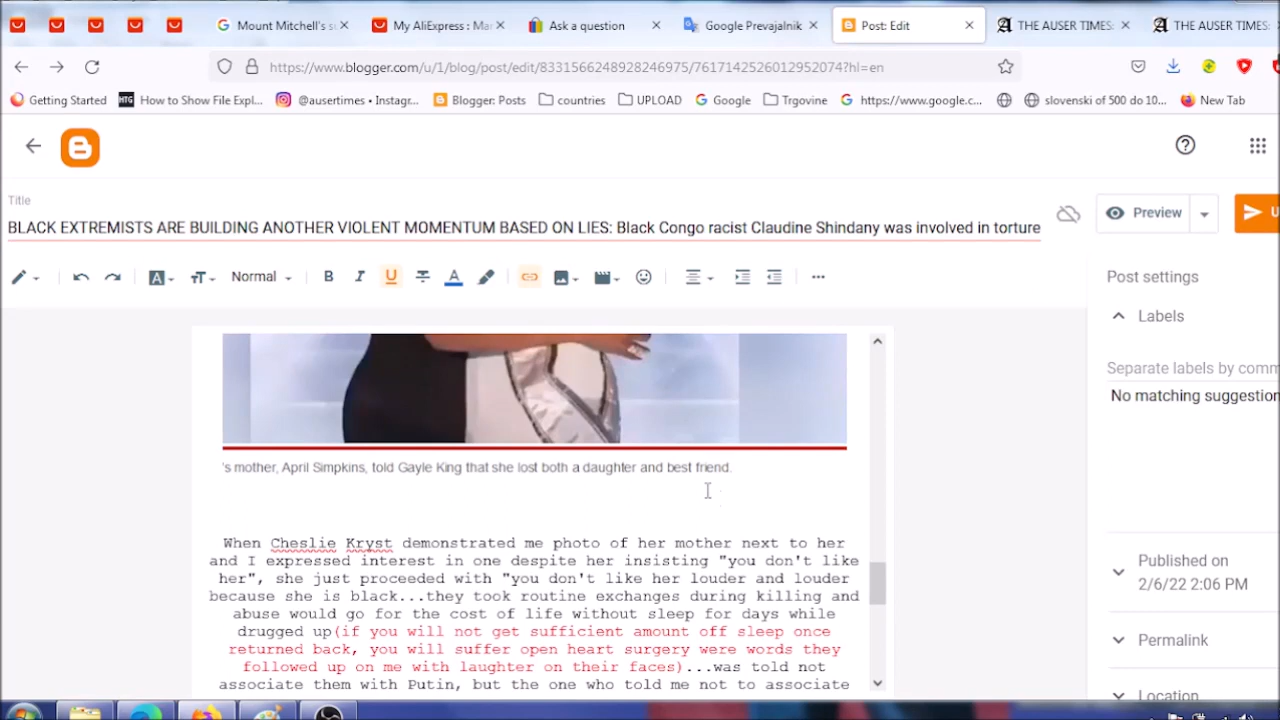 Mount Mitchell's s
My AliExpress : Ma
Ask a question
Google Prevajalnik
Post: Edit
THE AUSER TIMES:
THE AUSER TIMES:
https://www.blogger.com/u/1/blog/post/edit/8331566248928246975/7617142526012952074?hl=en
Getting Started
HTG
How to Show File Expl...
@ausertimes • Instagr...
Blogger: Posts
countries
UPLOAD
Google
Trgovine
https://www.google.c...
slovenski of 500 do 10...
New Tab
Title
BLACK EXTREMISTS ARE BUILDING ANOTHER VIOLENT MOMENTUM BASED ON LIES: Black Congo racist Claudine Shindany was involved in torture
Preview
U
Normal
B
I
U
A
Post settings
Labels
Separate labels by comm
No matching suggestion
Published on
2/6/22 2:06 PM
Permalink
Location
's mother, April Simpkins, told Gayle King that she lost both a daughter and best friend.
When Cheslie Kryst demonstrated me photo of her mother next to her
and I expressed interest in one despite her insisting "you don't like
her", she just proceeded with "you don't like her louder and louder
because she is black...they took routine exchanges during killing and
abuse would go for the cost of life without sleep for days while
drugged up(if you will not get sufficient amount off sleep once
returned back, you will suffer open heart surgery were words they
followed up on me with laughter on their faces)...was told not
associate them with Putin, but the one who told me not to associate